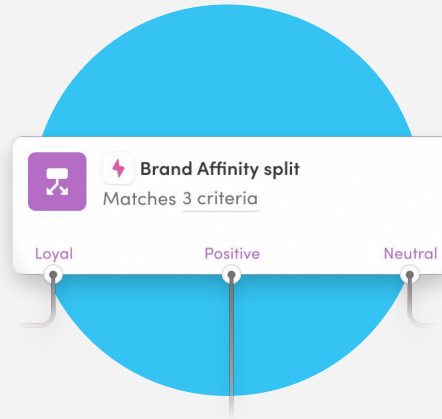 Brand Affinity split
Matches 3 criteria
Loyal Positive Neutral